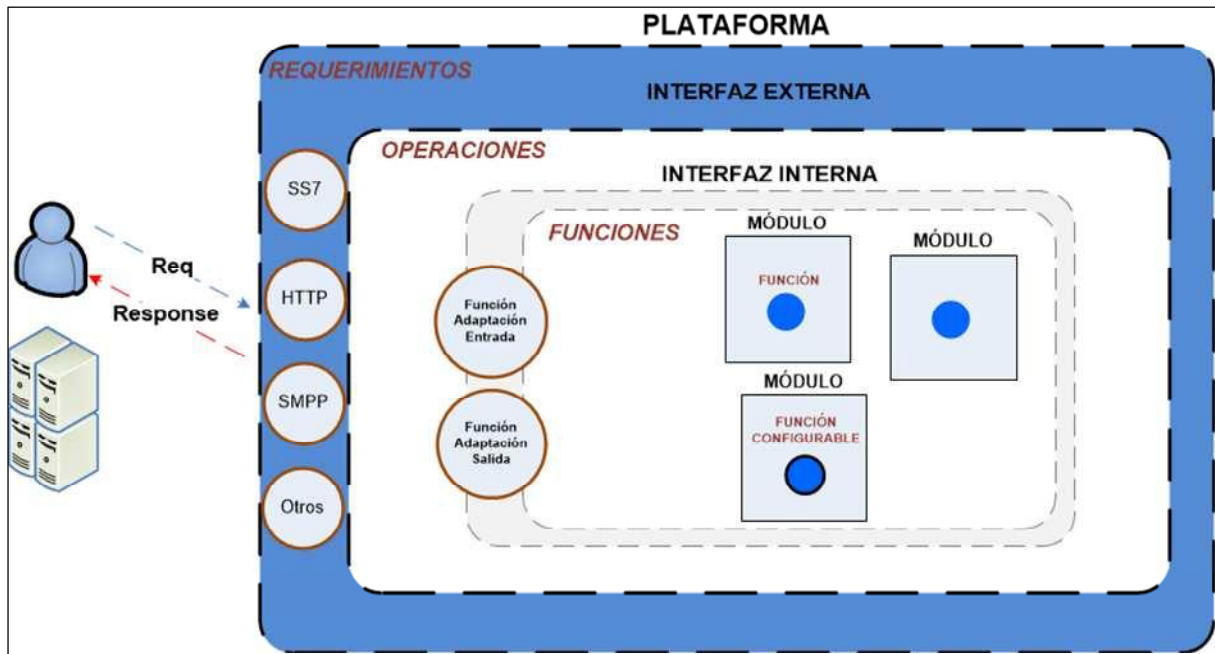 PLATAFORMA
REQUERIMIENTOS
INTERFAZ EXTERNA
OPERACIONES
INTERFAZ INTERNA
SS7
FUNCIONES
MÓDULO
MÓDULO
Req
FUNCIÓN
HTTP
Response
Función
Adaptación
Entrada
MÓDULO
SMPP
Función
Adaptación
Salida
FUNCIÓN
CONFIGURABLE
Otros